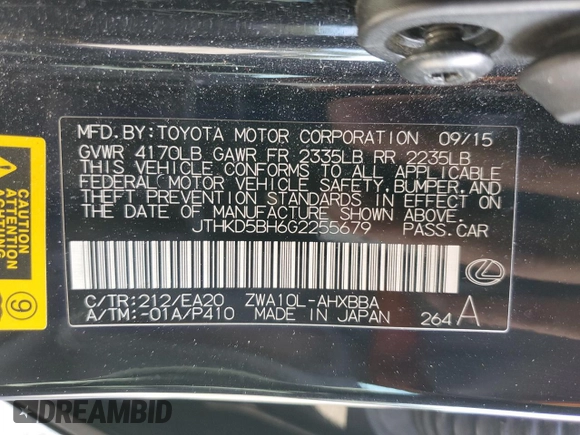 MFD.BY:TOYOTA MOTOR CORPORATION 09/15
GVWR 4170LB GAWR FR 2335LB RR 2235LB
THIS VEHICLE CONFORMS TO ALL APPLICABLE
FEDERAL MOTOR VEHICLE SAFETY, BUMPER, AND
THEFT PREVENTION STANDARDS IN EFFECT ON
THE DATE OF MANUFACTURE SHOWN ABOVE.
JTHKD5BH6G2255679 PASS.CAR
C/TR:212/EA20 ZWA10L-AHXBBA
A/TM:-01A/P410 MADE IN JAPAN 264A
CAUTION
9
DREAMBID